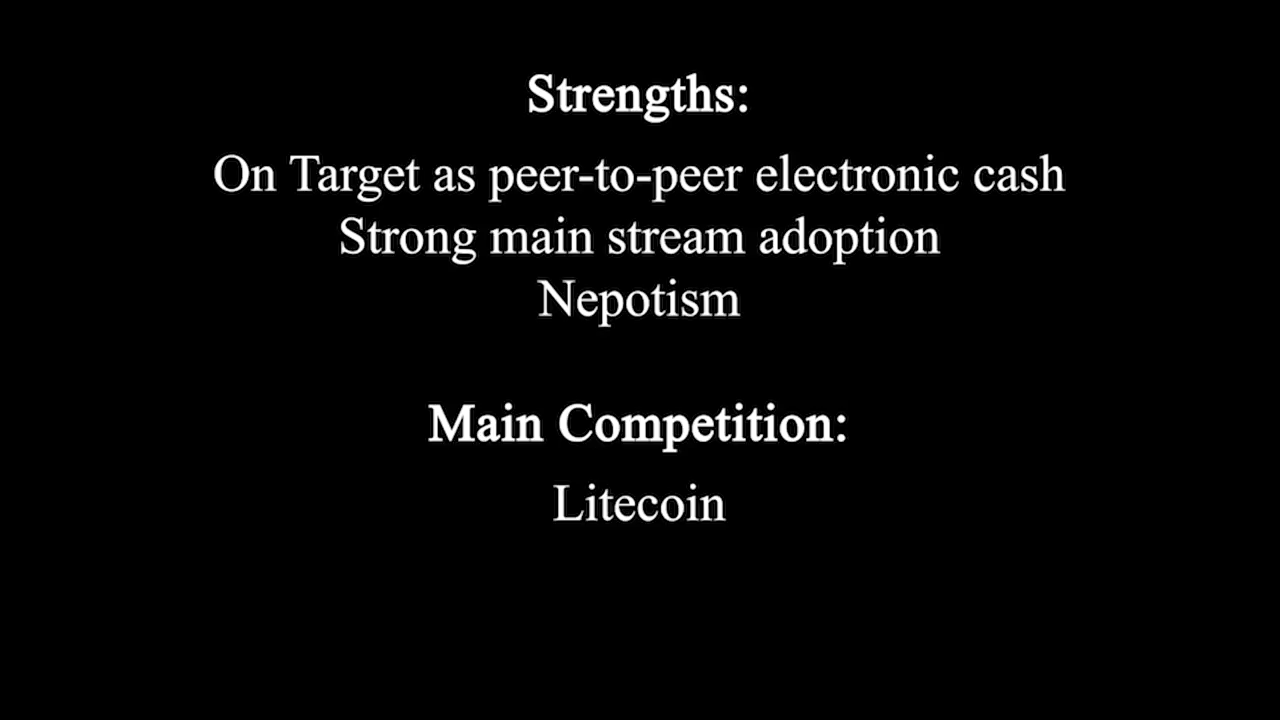 Strengths:
On Target as peer-to-peer electronic cash
Strong main stream adoption
Nepotism
Main Competition:
Litecoin